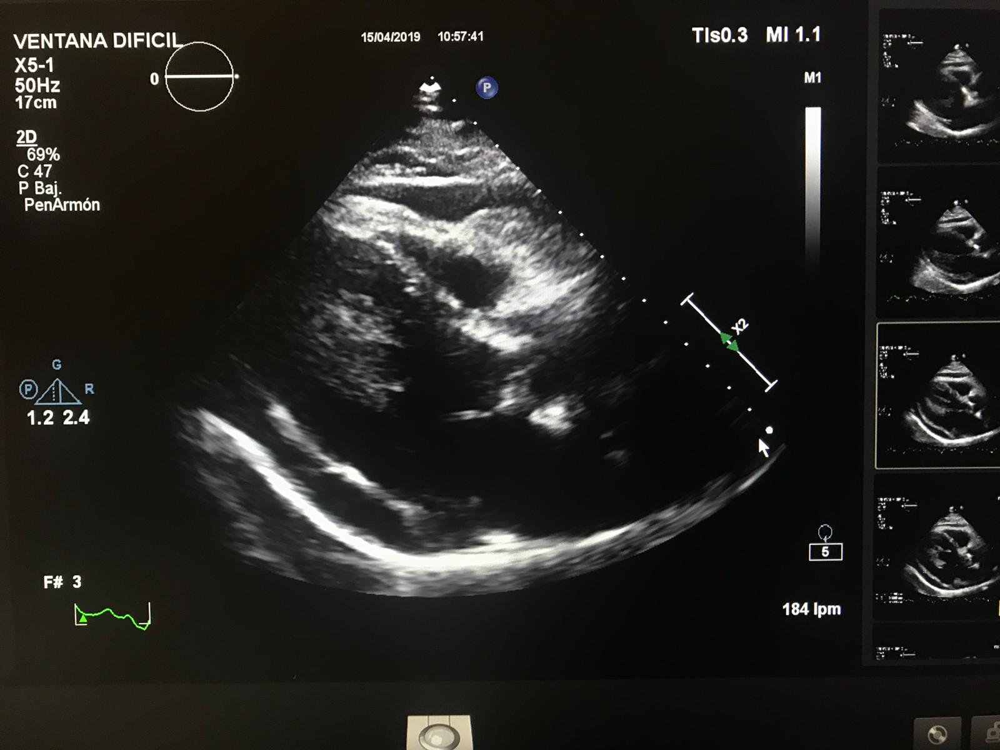 VENTANA DIFICIL
X5-1
50Hz
17cm
0
15/04/2019 10:57:41
TIs0.3 MI 1.1
P
M1
2D
69%
C 47
P Baj.
PenArmón
X2
G
P R
1.2 2.4
5
F# 3
184 lpm